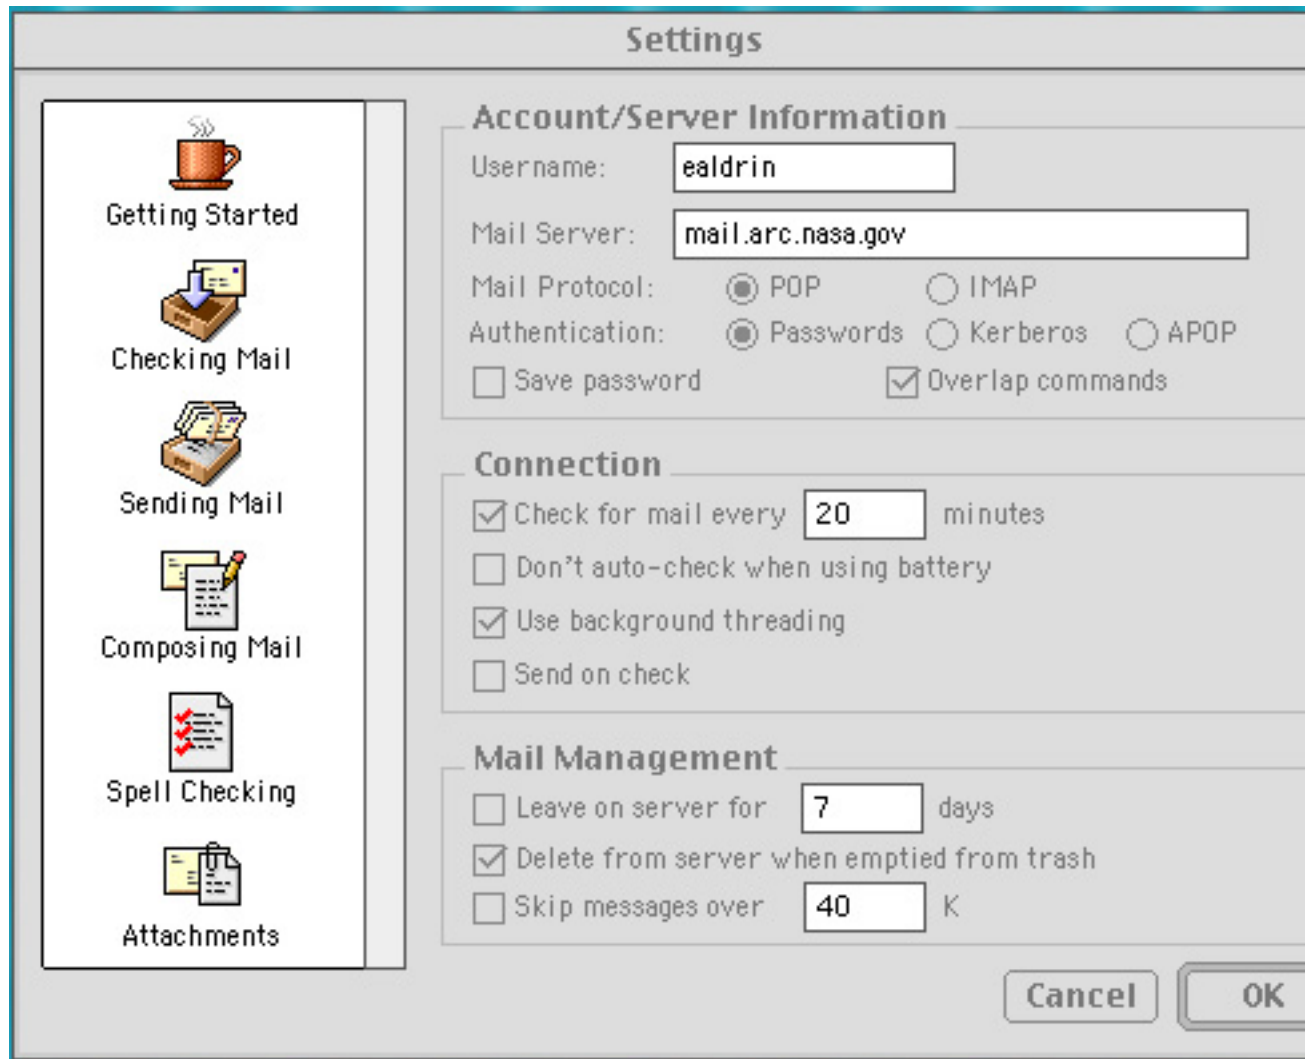 Settings
Getting Started
Checking Mail
Sending Mail
Composing Mail
Spell Checking
Attachments
Account/Server Information
Username: ealdrin
Mail Server: mail.arc.nasa.gov
Mail Protocol: POP IMAP
Authentication: Passwords Kerberos APOP
Save password Overlap commands
Connection
Check for mail every 20 minutes
Don't auto-check when using battery
Use background threading
Send on check
Mail Management
Leave on server for 7 days
Delete from server when emptied from trash
Skip messages over 40 K
Cancel OK